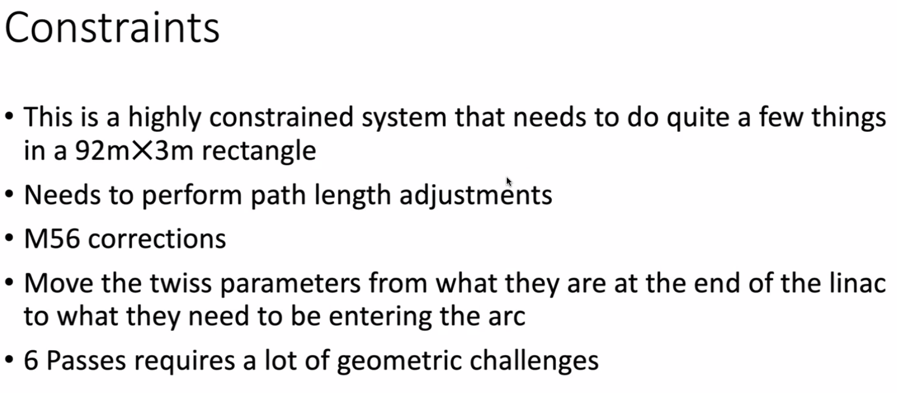 Constraints
• This is a highly constrained system that needs to do quite a few things
in a 92m×3m rectangle
• Needs to perform path length adjustments
• M56 corrections
• Move the twiss parameters from what they are at the end of the linac
to what they need to be entering the arc
• 6 Passes requires a lot of geometric challenges